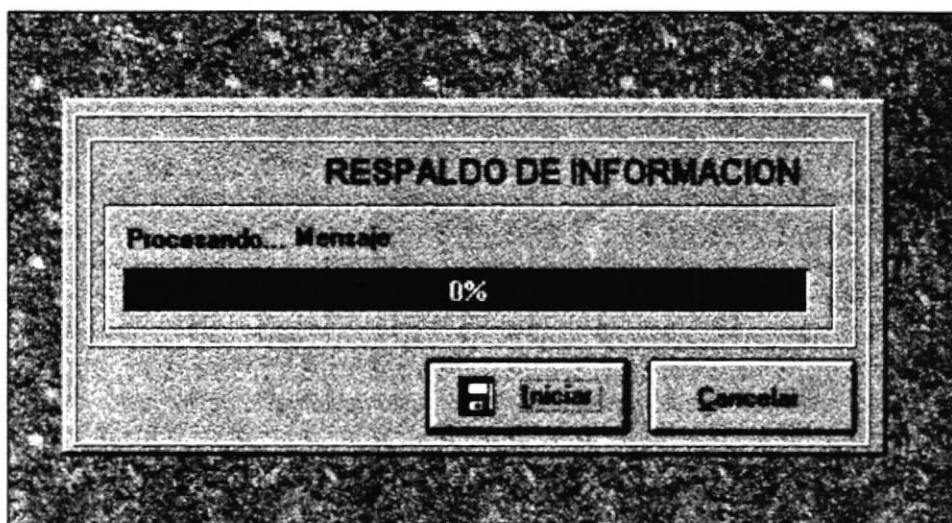 RESPALDO DE INFORMACION
Procesando... Mensaje
0%
Iniciar
Cancelar